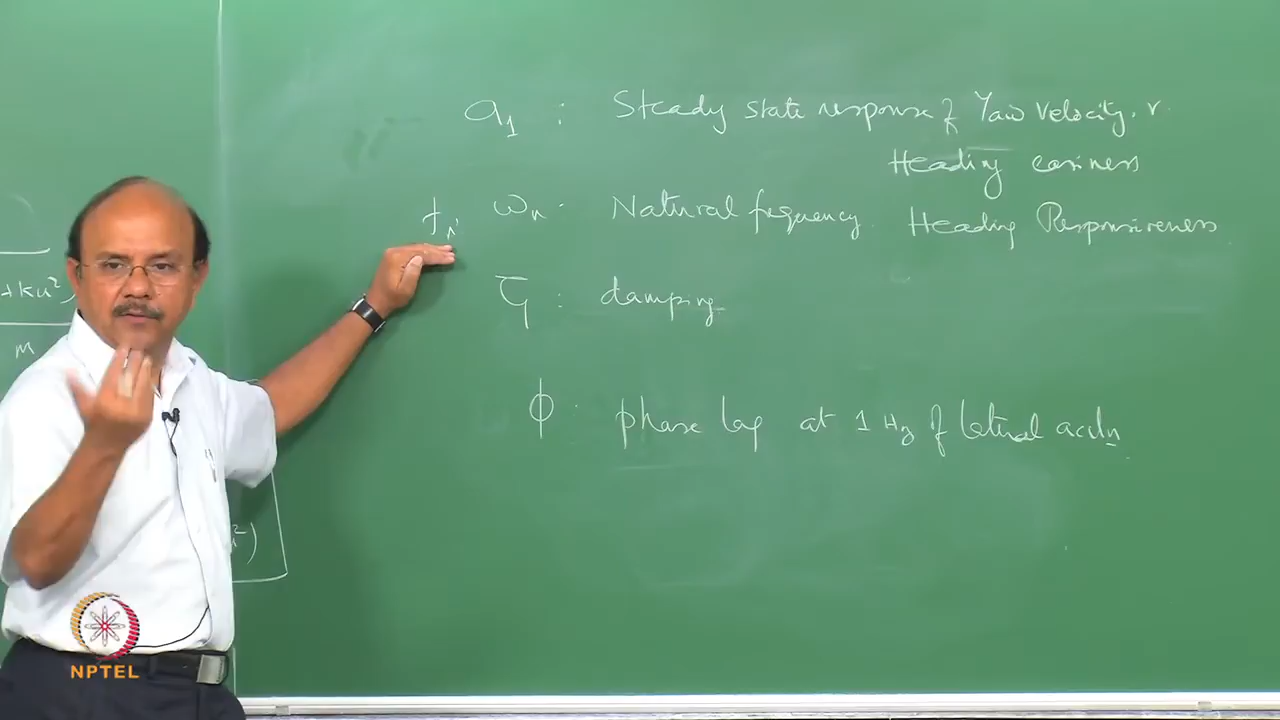 a₁ : Steady state response of Yaw velocity, r
Heading easiness
fₙ. ωₙ. Natural frequency. Heading Responsiveness
ζ : damping
ϕ . phase lag at 1 Hz of lateral accln
+ku²)
m
)
NPTEL